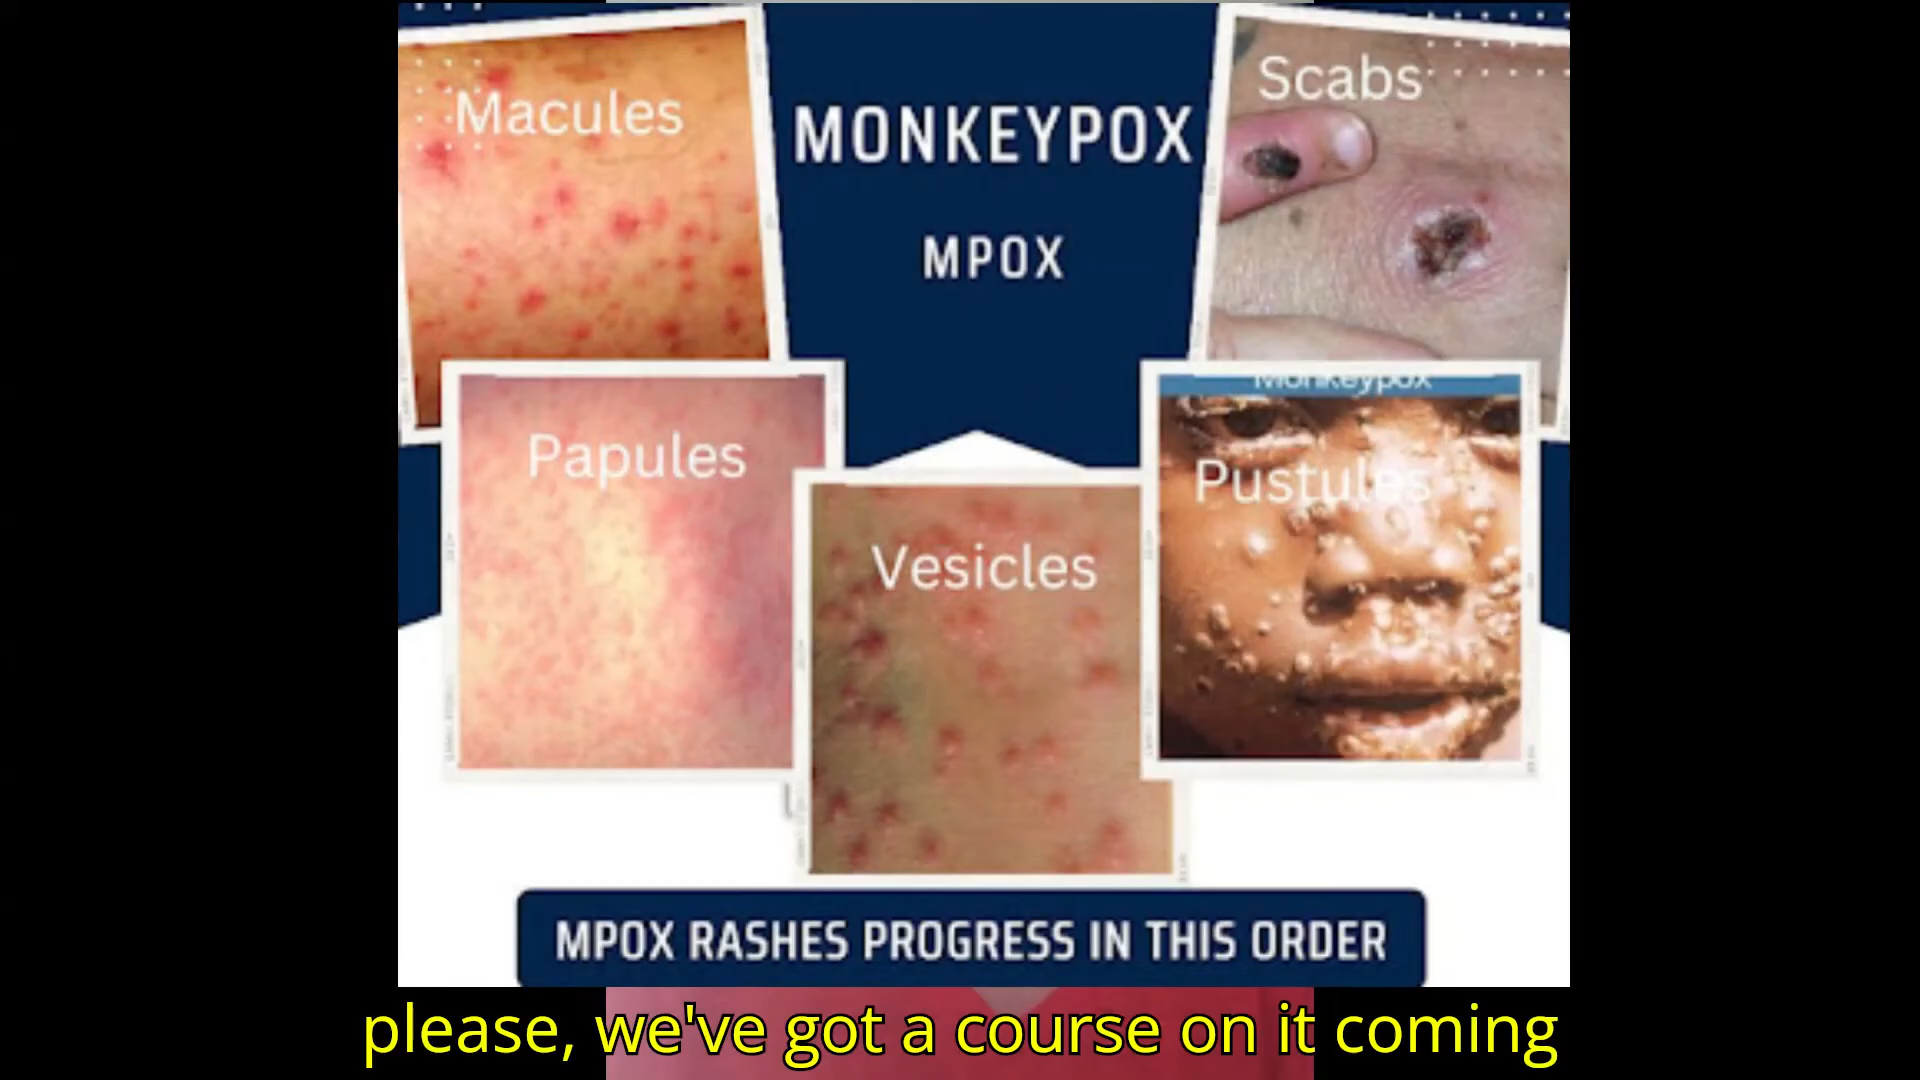 Macules
MONKEYPOX
MPOX
Scabs
Papules
Vesicles
Monkeypox
Pustules
MPOX RASHES PROGRESS IN THIS ORDER
please, we've got a course on it coming